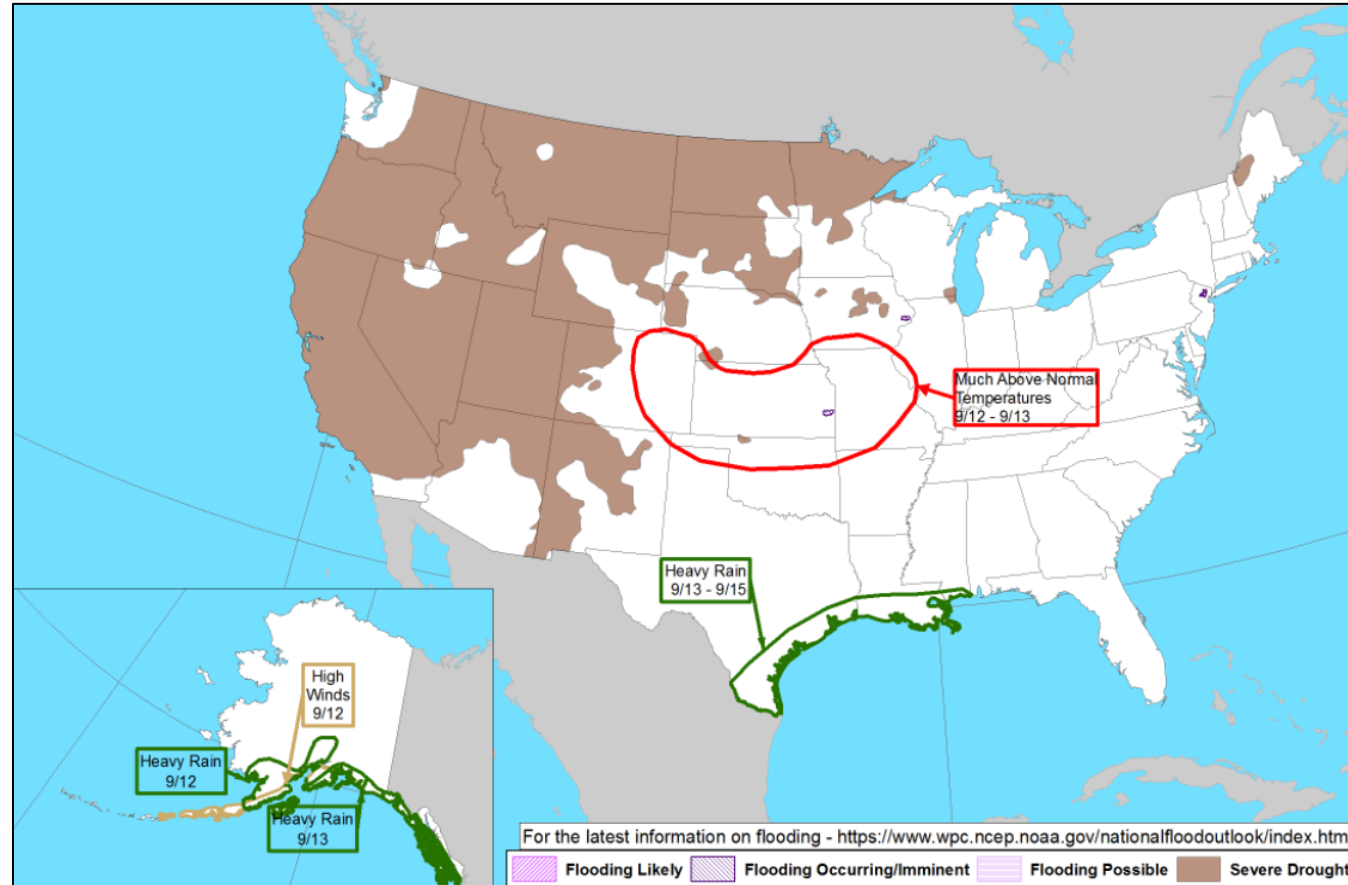 Much Above Normal
Temperatures
9/12 - 9/13
Heavy Rain
9/13 - 9/15
High
Winds
9/12
Heavy Rain
9/12
Heavy Rain
9/13
For the latest information on flooding - https://www.wpc.ncep.noaa.gov/nationalfloodoutlook/index.htm
Flooding Likely Flooding Occurring/Imminent Flooding Possible Severe Drought